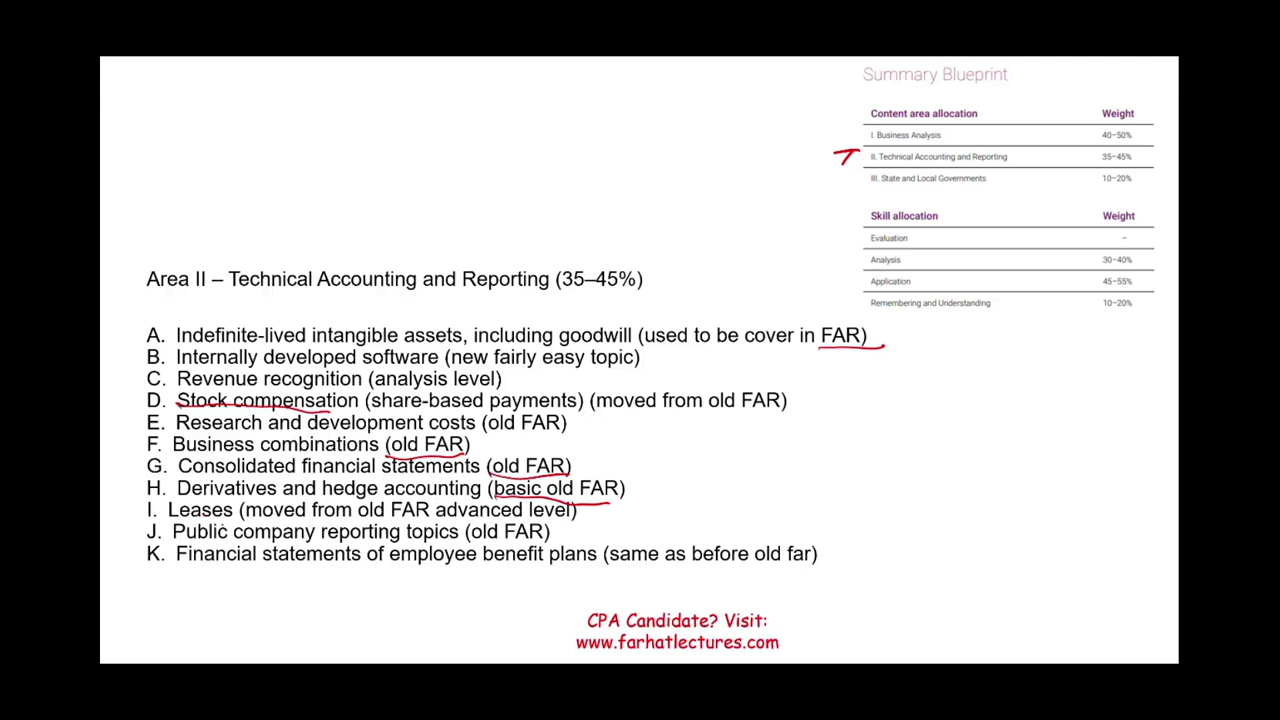 Summary Blueprint
Content area allocation Weight
I. Business Analysis 40–50%
II. Technical Accounting and Reporting 35–45%
III. State and Local Governments 10–20%
Skill allocation Weight
Evaluation –
Analysis 30–40%
Application 45–55%
Remembering and Understanding 10–20%
Area II – Technical Accounting and Reporting (35–45%)
A. Indefinite-lived intangible assets, including goodwill (used to be cover in FAR)
B. Internally developed software (new fairly easy topic)
C. Revenue recognition (analysis level)
D. Stock compensation (share-based payments) (moved from old FAR)
E. Research and development costs (old FAR)
F. Business combinations (old FAR)
G. Consolidated financial statements (old FAR)
H. Derivatives and hedge accounting (basic old FAR)
I. Leases (moved from old FAR advanced level)
J. Public company reporting topics (old FAR)
K. Financial statements of employee benefit plans (same as before old far)
CPA Candidate? Visit:
www.farhatlectures.com